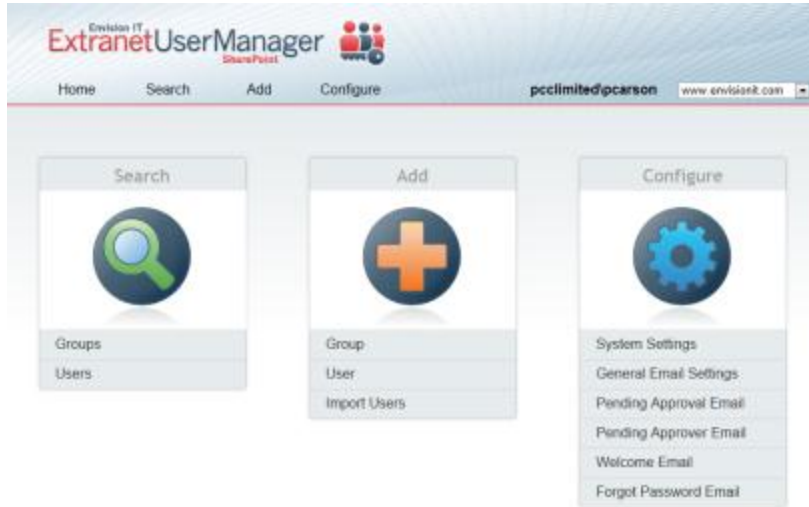 Envision IT
ExtranetUserManager
SharePoint
Home Search Add Configure pcclimited\pcarson www.envisionit.com
Search
Groups
Users
Add
Group
User
Import Users
Configure
System Settings
General Email Settings
Pending Approval Email
Pending Approver Email
Welcome Email
Forgot Password Email